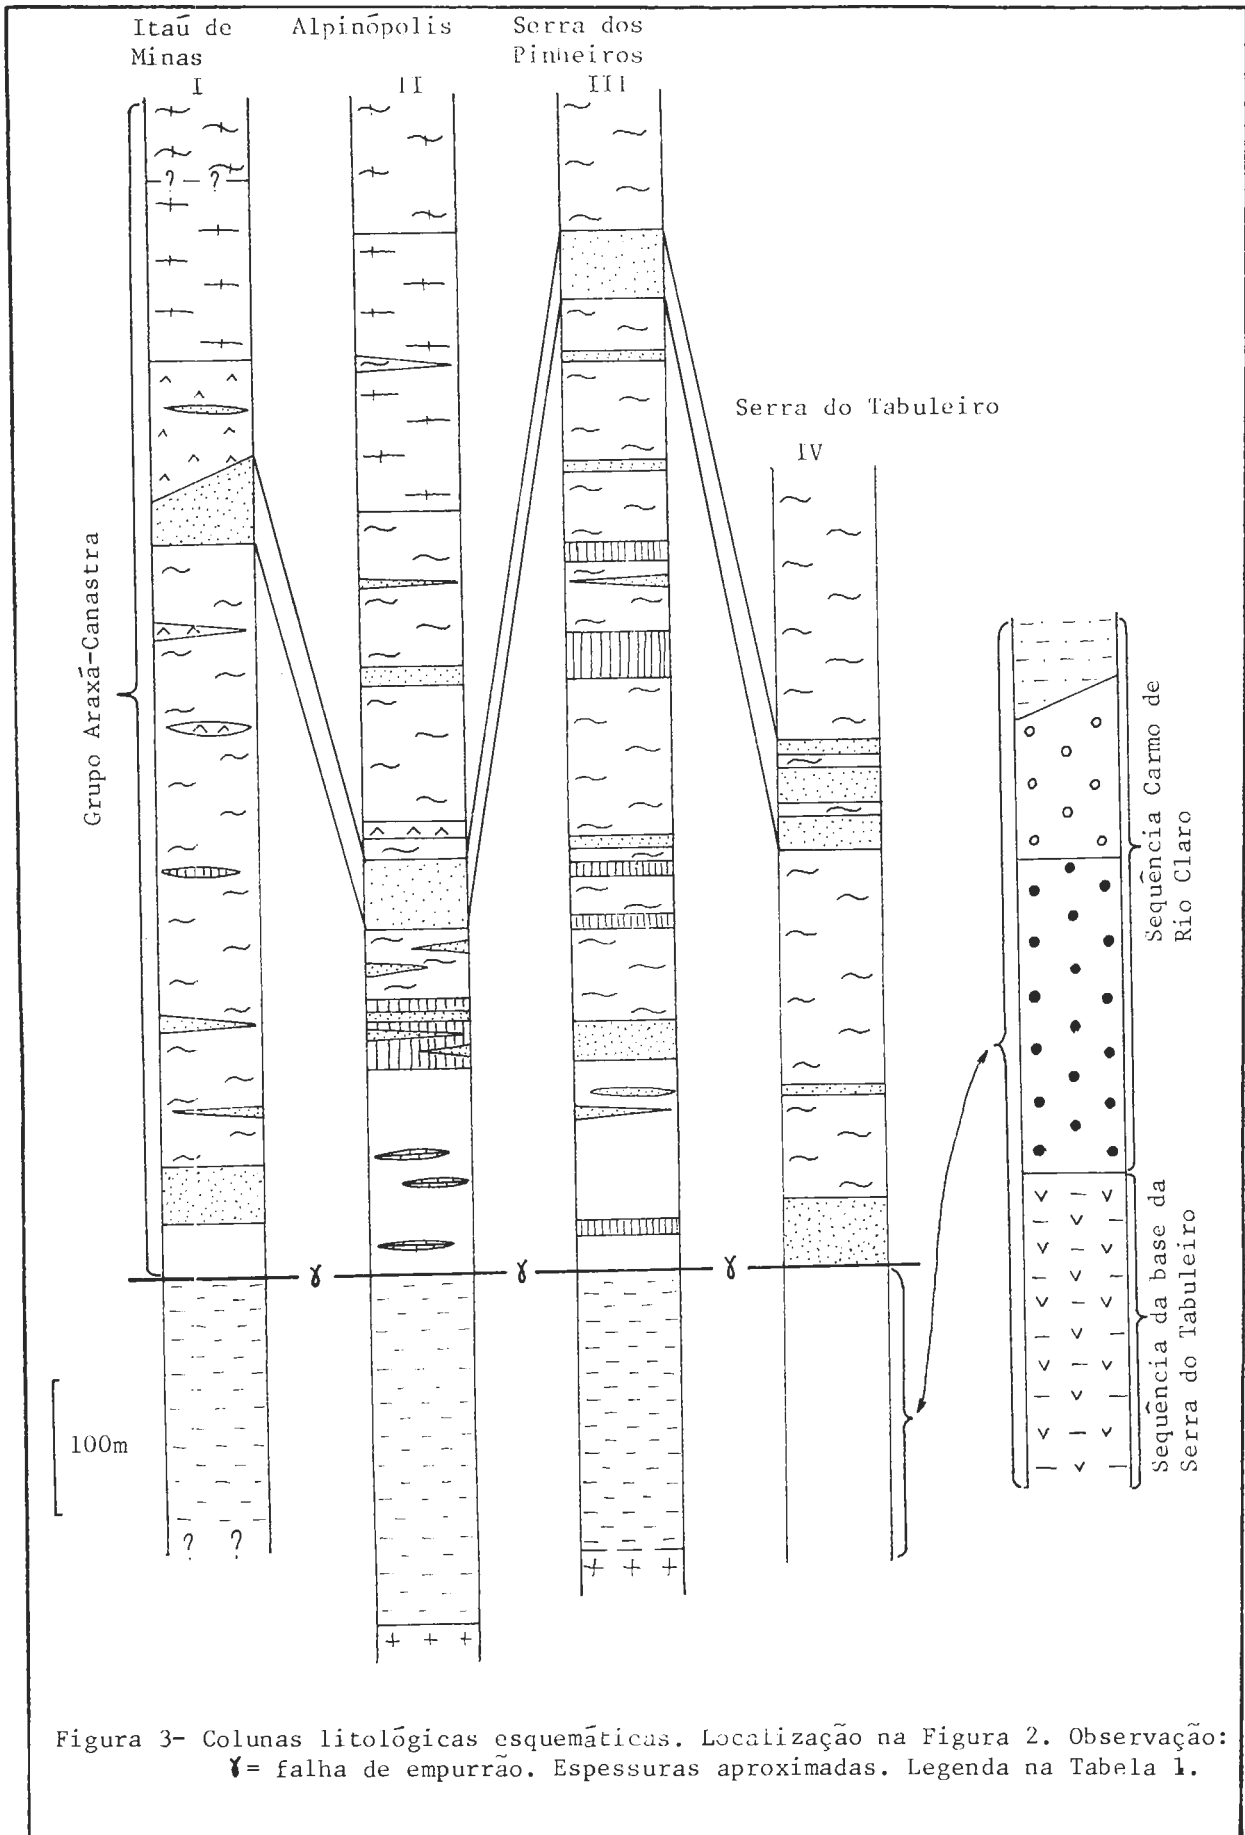 Itaú de
Minas
I
Alpinópolis
II
Serra dos
Pinheiros
III
Serra do Tabuleiro
IV
Grupo Araxá-Canastra
? ?
Sequência Carmo de
Rio Claro
Sequência da base da
Serra do Tabuleiro
ɣ ɣ ɣ
100m
? ?
Figura 3- Colunas litológicas esquemáticas. Localização na Figura 2. Observação:
ɣ= falha de empurrão. Espessuras aproximadas. Legenda na Tabela 1.